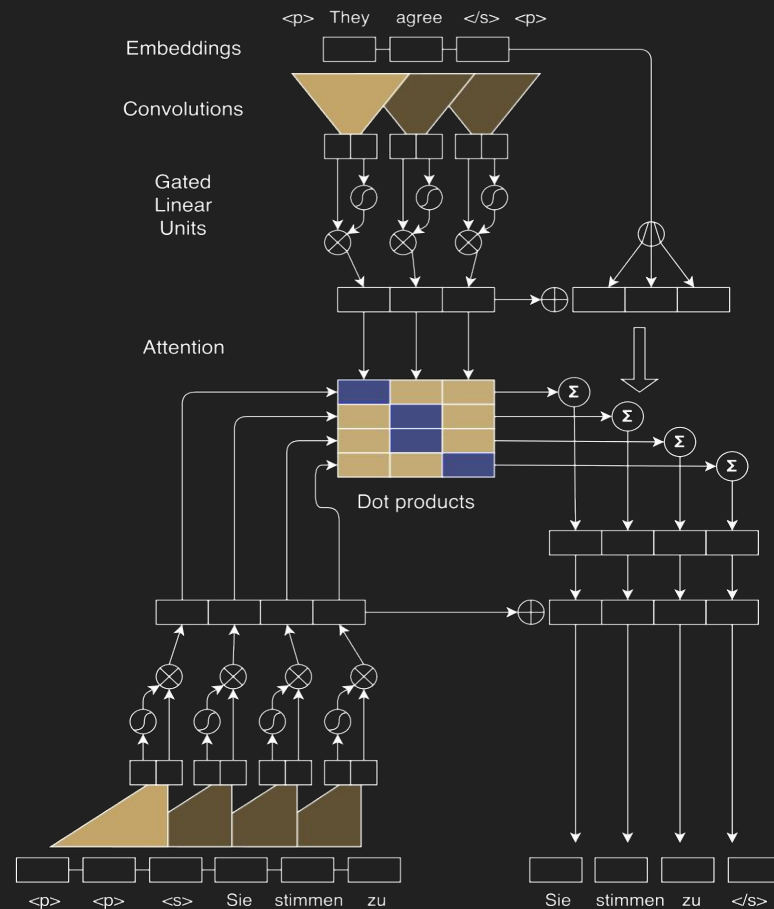 <p> They agree </s> <p>
Embeddings
Convolutions
Gated
Linear
Units
Attention
Σ
Σ
Σ
Σ
Dot products
<p> <p> <s> Sie stimmen zu
Sie stimmen zu </s>